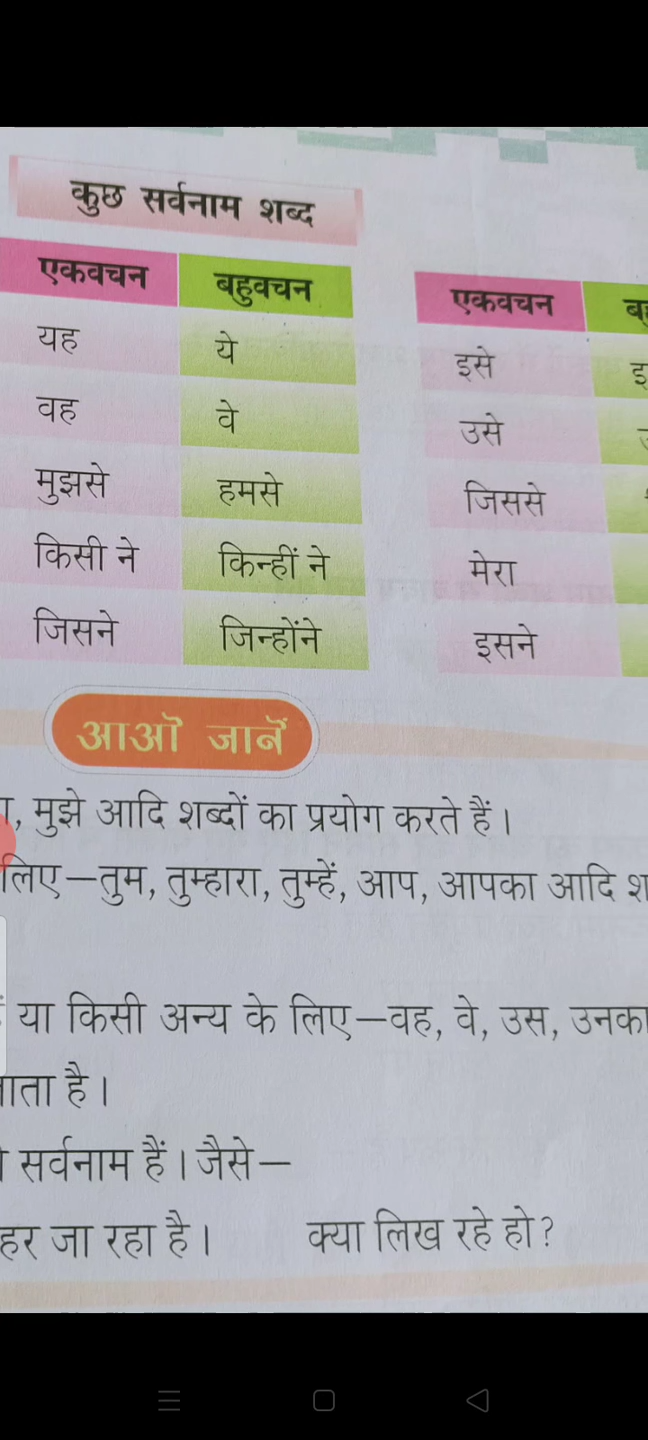 कुछ सर्वनाम शब्द
एकवचन बहुवचन
यह ये
वह वे
मुझसे हमसे
किसी ने किन्हीं ने
जिसने जिन्होंने
एकवचन
इसे
उसे
जिससे
मेरा
इसने
आओ जानें
मुझे आदि शब्दों का प्रयोग करते हैं।
लिए—तुम, तुम्हारा, तुम्हें, आप, आपका आदि
या किसी अन्य के लिए—वह, वे, उस, उनका
है।
सर्वनाम हैं। जैसे—
जा रहा है। क्या लिख रहे हो?